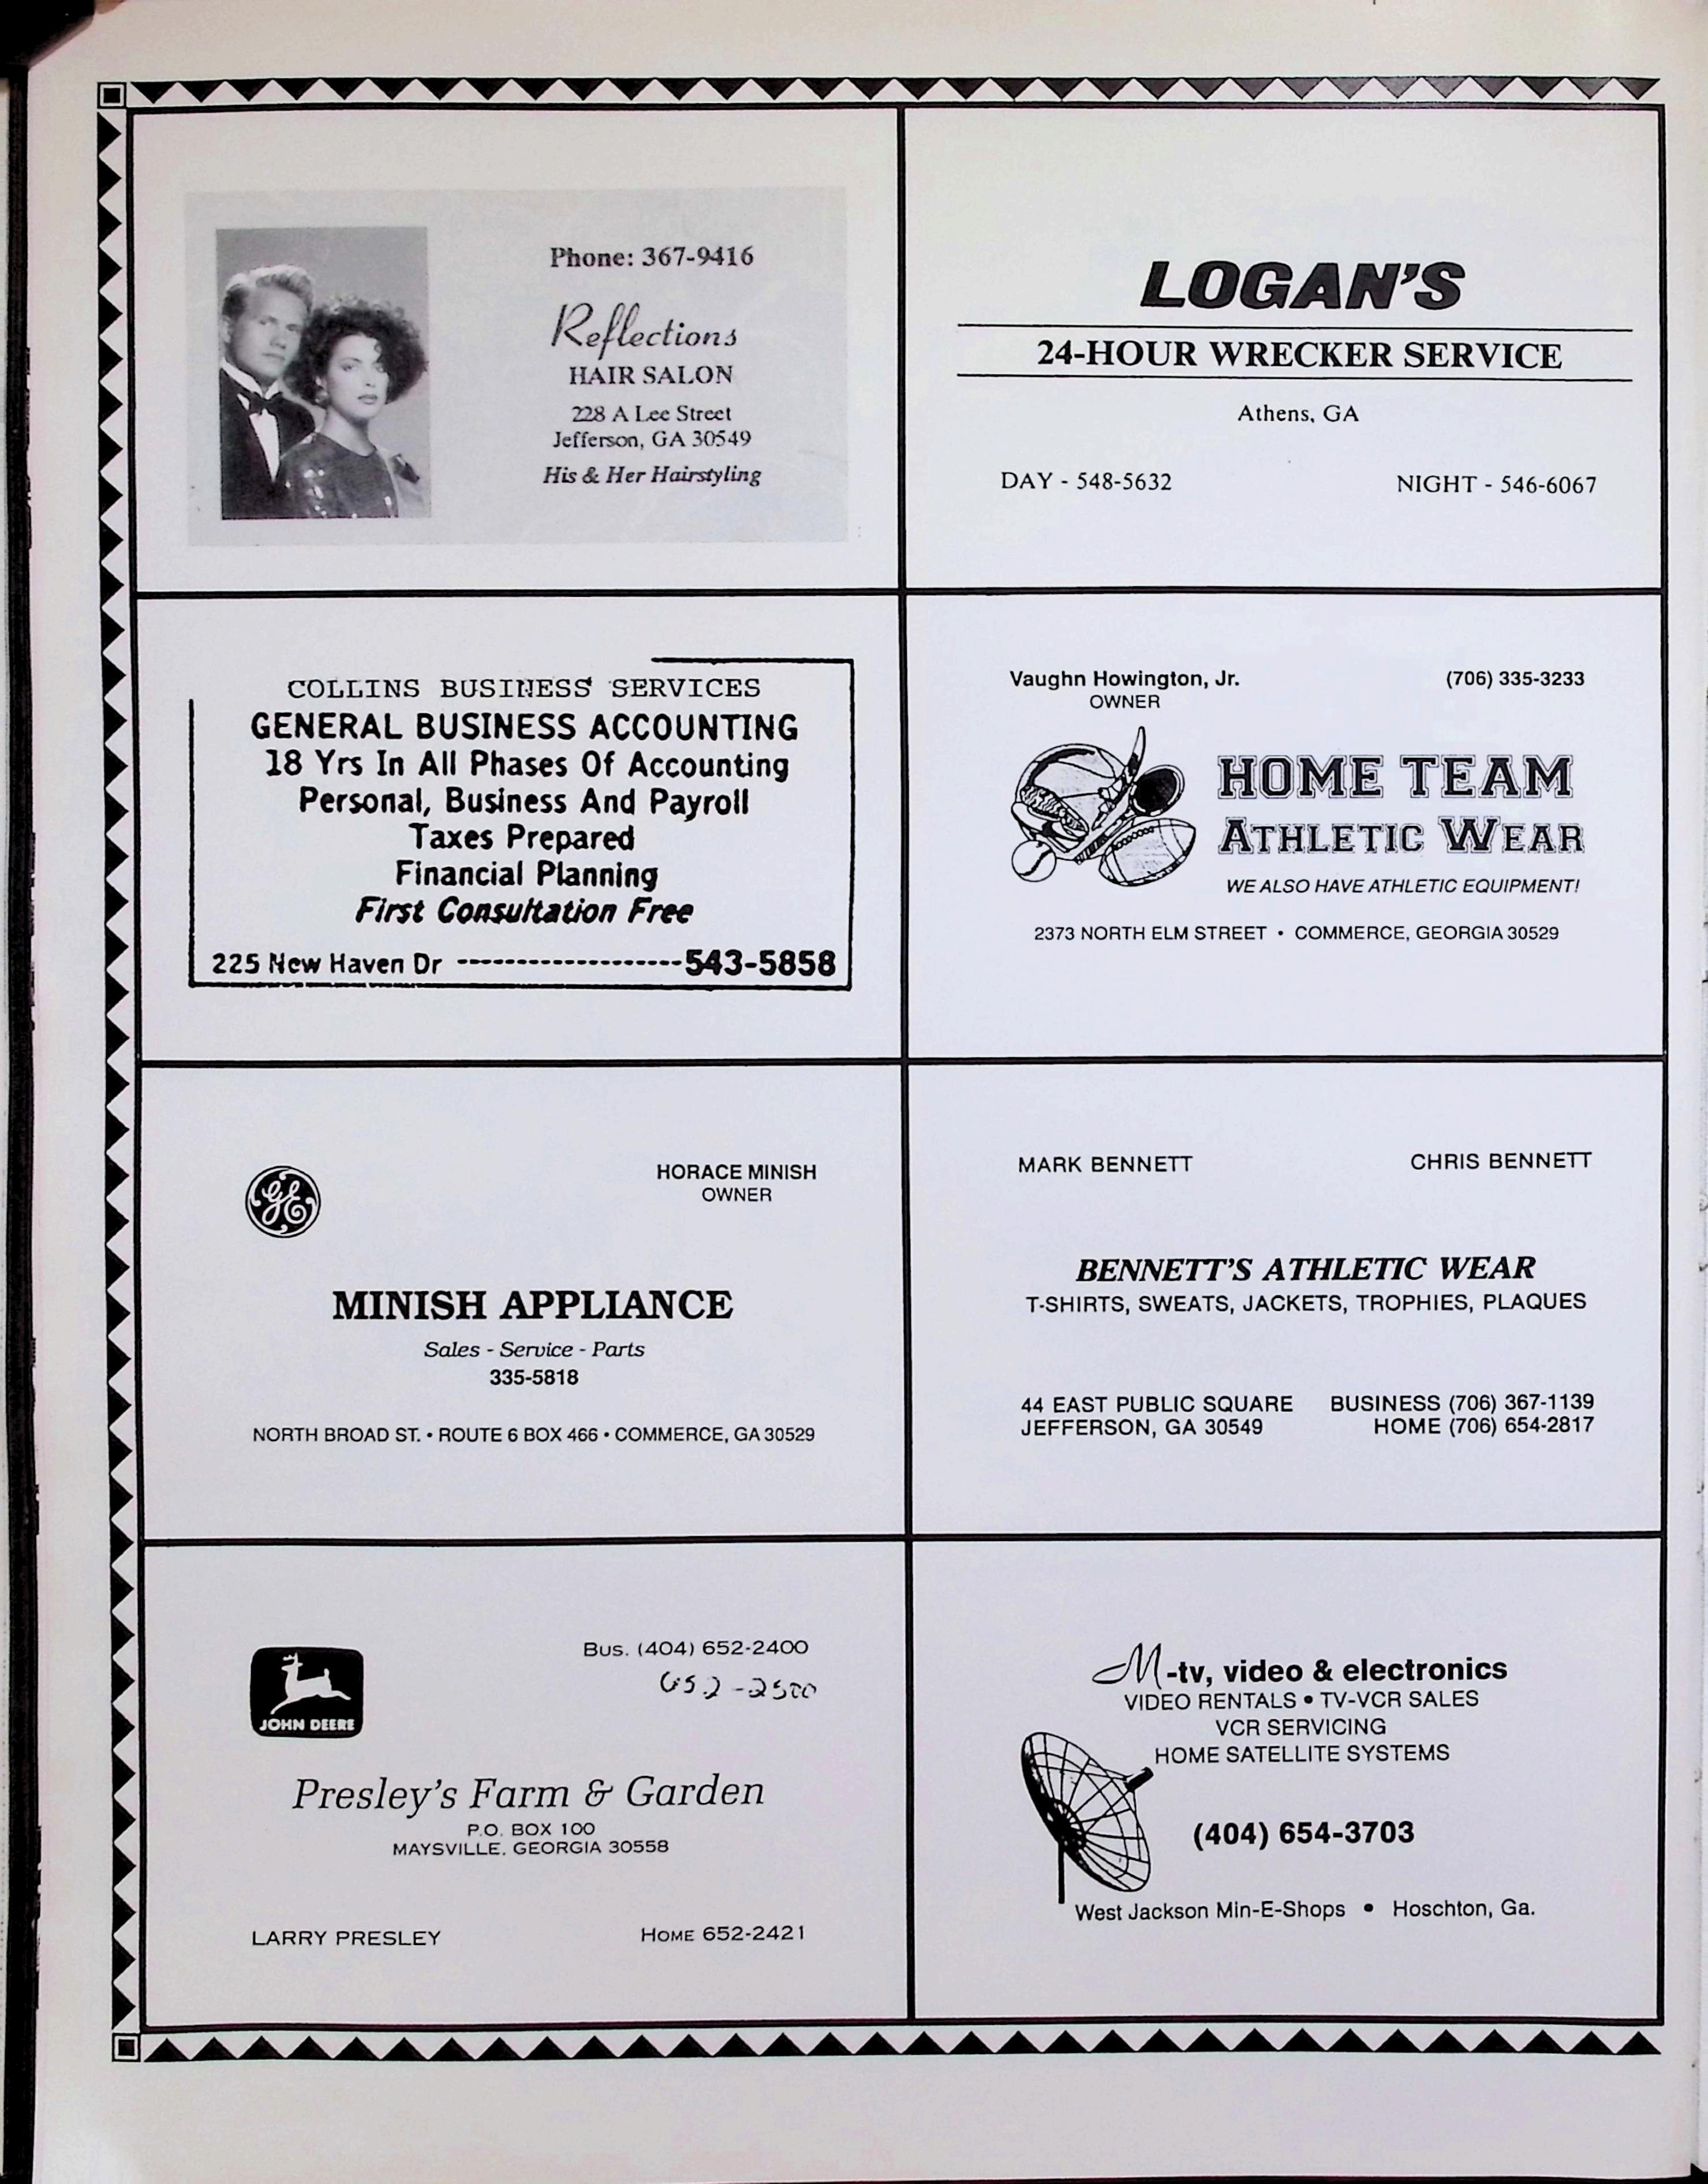 Phone: 367-9416
Reflections
HAIR SALON
228 A Lee Street
Jefferson, GA 30549
His & Her Hairstyling
LOGAN'S
24-HOUR WRECKER SERVICE
Athens, GA
DAY - 548-5632 NIGHT - 546-6067
COLLINS BUSINESS SERVICES
GENERAL BUSINESS ACCOUNTING
18 Yrs In All Phases Of Accounting
Personal, Business And Payroll
Taxes Prepared
Financial Planning
First Consultation Free
225 New Haven Dr --------------------543-5858
Vaughn Howington, Jr. (706) 335-3233
OWNER
HOME TEAM
ATHLETIC WEAR
WE ALSO HAVE ATHLETIC EQUIPMENT!
2373 NORTH ELM STREET • COMMERCE, GEORGIA 30529
GE
HORACE MINISH
OWNER
MINISH APPLIANCE
Sales - Service - Parts
335-5818
NORTH BROAD ST. • ROUTE 6 BOX 466 • COMMERCE, GA 30529
MARK BENNETT CHRIS BENNETT
BENNETT'S ATHLETIC WEAR
T-SHIRTS, SWEATS, JACKETS, TROPHIES, PLAQUES
44 EAST PUBLIC SQUARE BUSINESS (706) 367-1139
JEFFERSON, GA 30549 HOME (706) 654-2817
BUS. (404) 652-2400
652-2500
JOHN DEERE
Presley's Farm & Garden
P.O. BOX 100
MAYSVILLE, GEORGIA 30558
LARRY PRESLEY HOME 652-2421
M-tv, video & electronics
VIDEO RENTALS • TV-VCR SALES
VCR SERVICING
HOME SATELLITE SYSTEMS
(404) 654-3703
West Jackson Min-E-Shops • Hoschton, Ga.